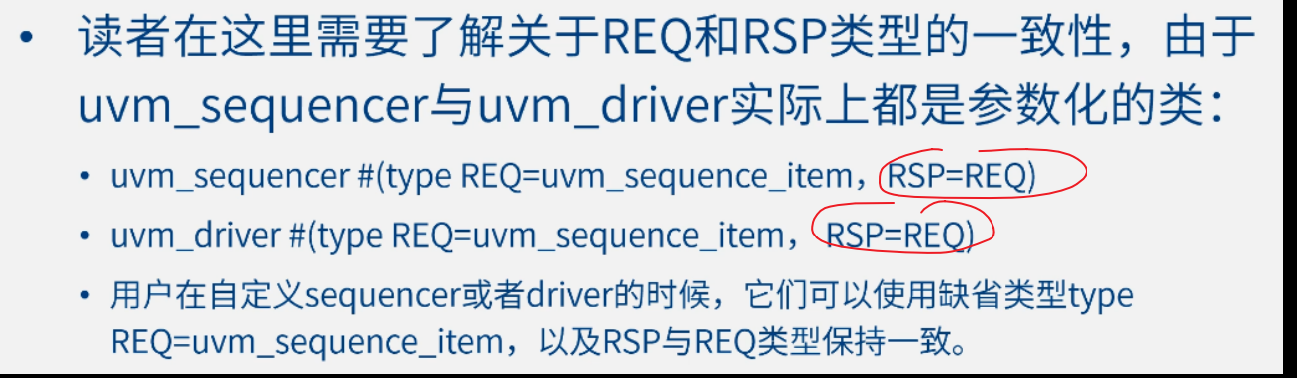 • 读者在这里需要了解关于REQ和RSP类型的一致性，由于
uvm_sequencer与uvm_driver实际上都是参数化的类：
• uvm_sequencer #(type REQ=uvm_sequence_item，RSP=REQ)
• uvm_driver #(type REQ=uvm_sequence_item， RSP=REQ)
• 用户在自定义sequencer或者driver的时候，它们可以使用缺省类型type
REQ=uvm_sequence_item，以及RSP与REQ类型保持一致。